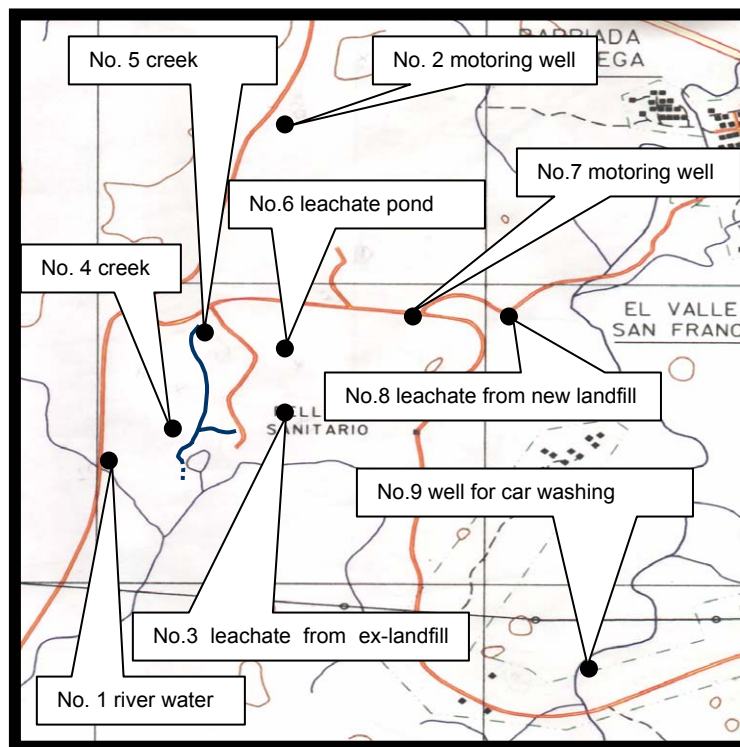 No. 5 creek
No. 2 motoring well
BARRIADA
No.7 motoring well
No.6 leachate pond
No. 4 creek
EL VALLE
SAN FRANC
No.8 leachate from new landfill
SANITARIO
No.9 well for car washing
No.3 leachate from ex-landfill
No. 1 river water